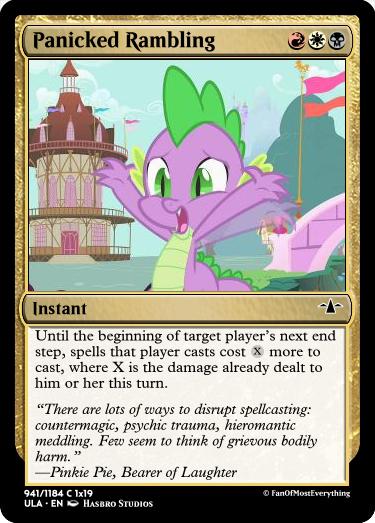 Panicked Rambling
Instant
Until the beginning of target player's next end
step, spells that player casts cost X more to
cast, where X is the damage already dealt to
him or her this turn.
“There are lots of ways to disrupt spellcasting:
countermagic, psychic trauma, hieromantic
meddling. Few seem to think of grievous bodily
harm.”
—Pinkie Pie, Bearer of Laughter
941/1184 C 1x19
ULA • EN Hasbro Studios
© FanOfMostEverything